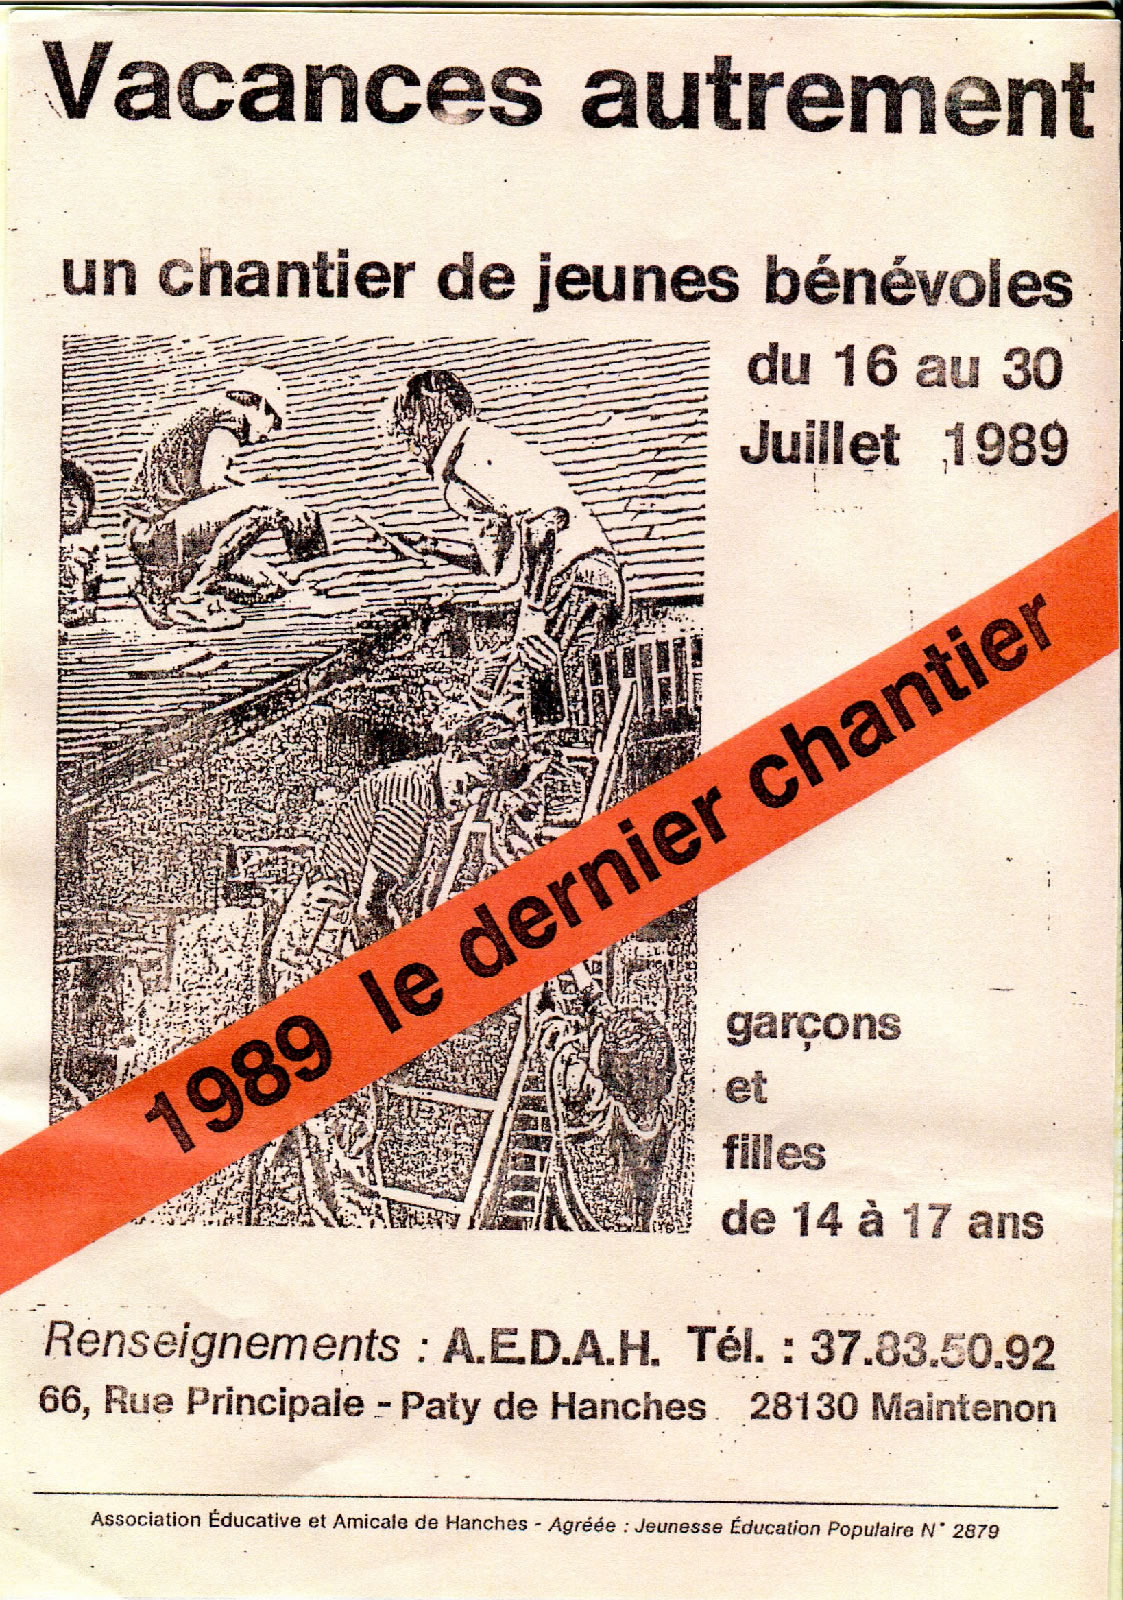 Vacances autrement
un chantier de jeunes bénévoles
du 16 au 30
Juillet 1989
1989 le dernier chantier
garçons
et
filles
de 14 à 17 ans
Renseignements : A.E.D.A.H. Tél. : 37.83.50.92
66, Rue Principale - Paty de Hanches 28130 Maintenon
Association Éducative et Amicale de Hanches - Agréée : Jeunesse Éducation Populaire N° 2879